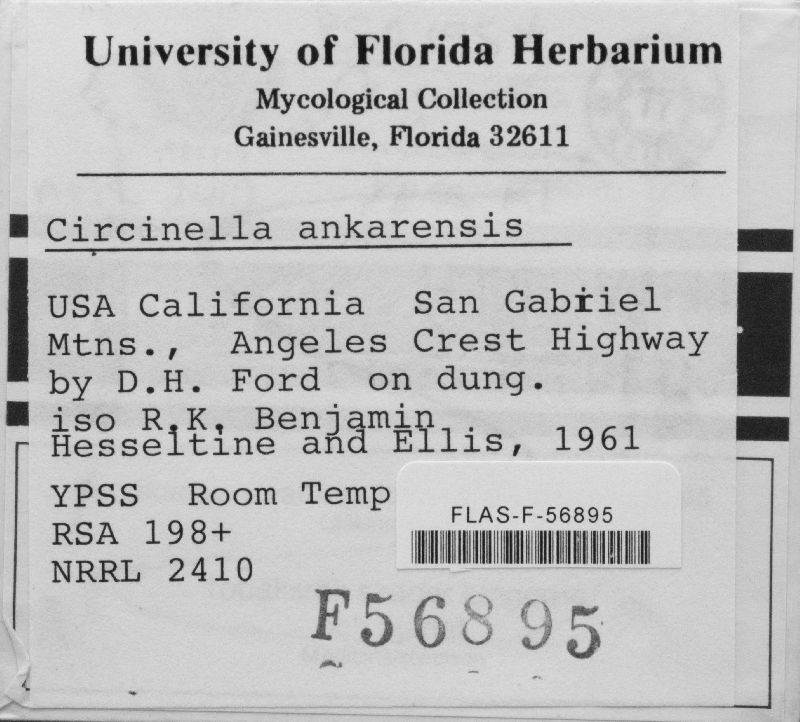 University of Florida Herbarium
Mycological Collection
Gainesville, Florida 32611
Circinella ankarensis
USA California  San Gabriel
Mtns.,  Angeles Crest Highway
by D.H. Ford  on dung.
iso R.K. Benjamin
Hesseltine and Ellis, 1961
YPSS  Room Temp
RSA 198+
NRRL 2410
FLAS-F-56895
F56895